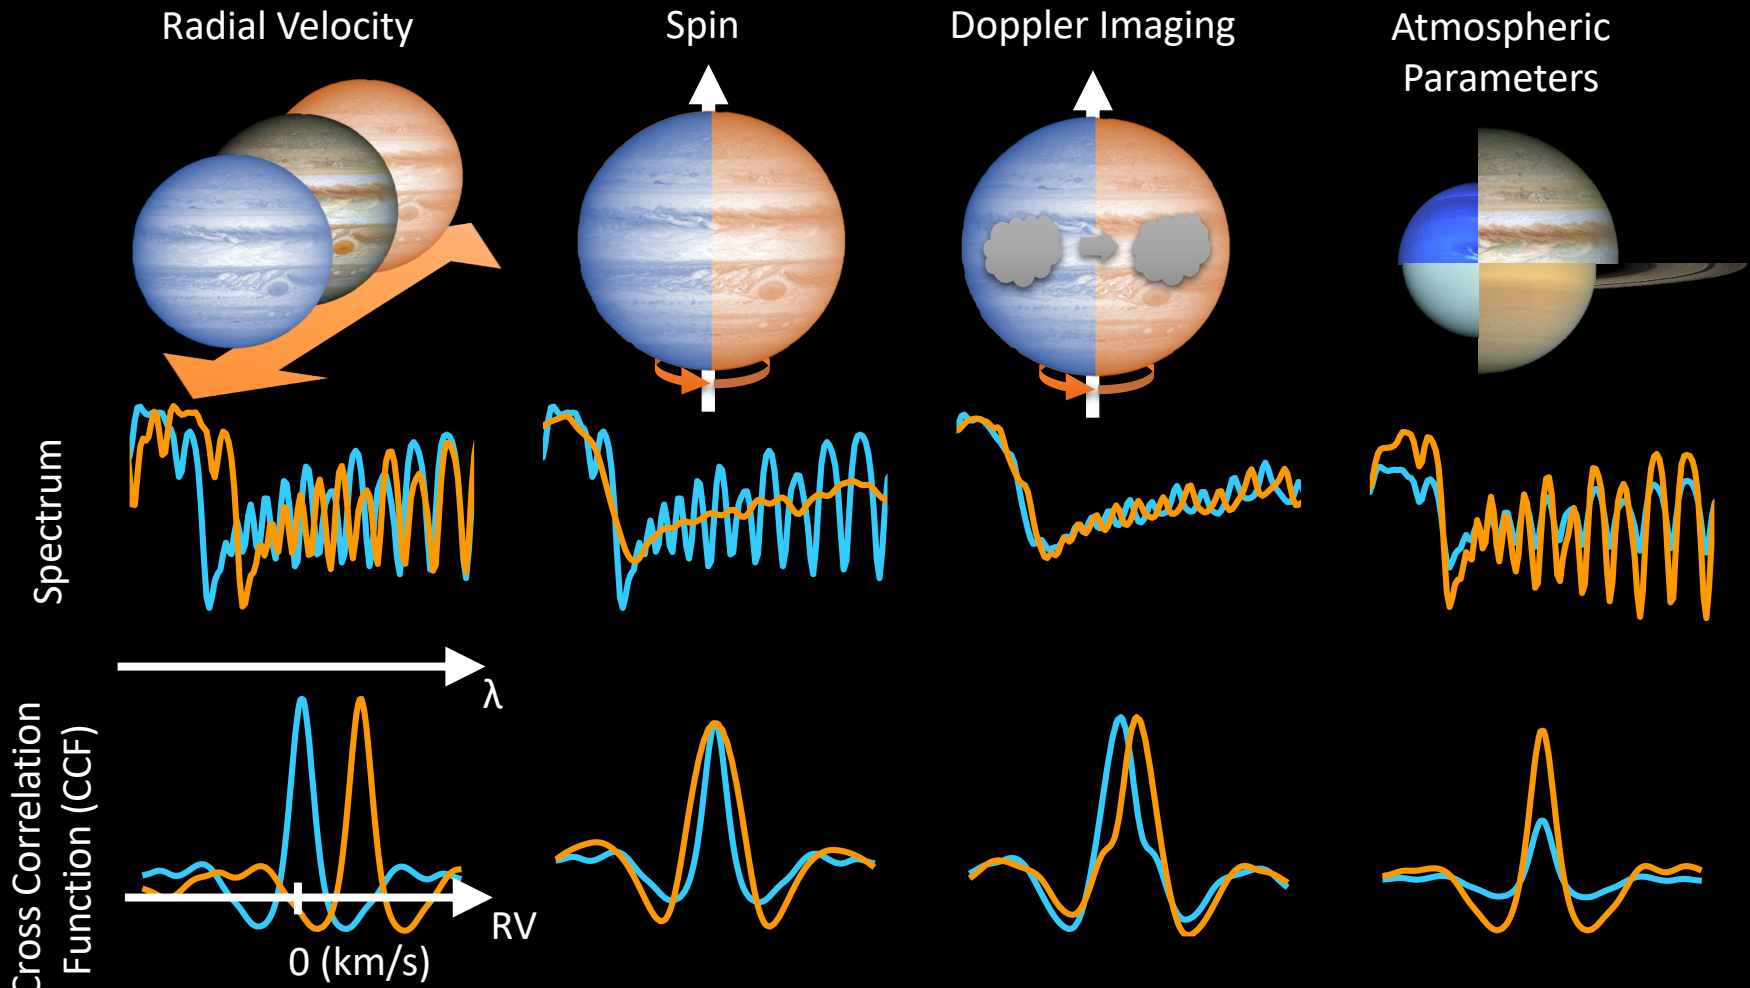 Radial Velocity
Spin
Doppler Imaging
Atmospheric
Parameters
Spectrum
λ
Cross Correlation
Function (CCF)
RV
0 (km/s)